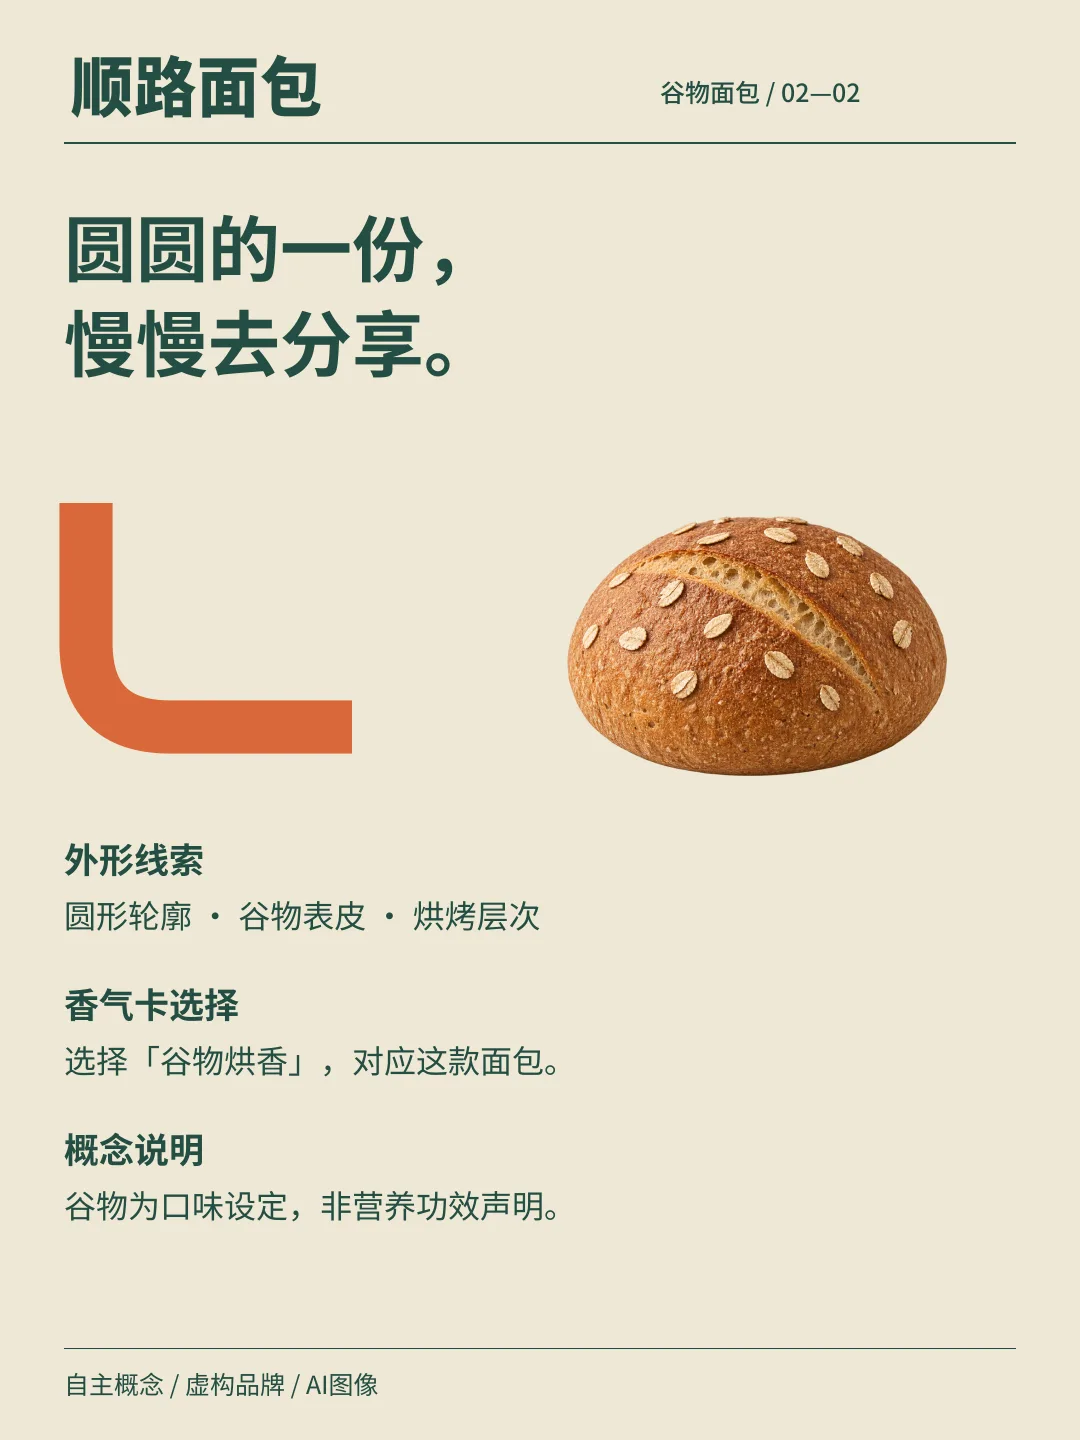 顺路面包
谷物面包 / 02—02
圆圆的一份，
慢慢去分享。
外形线索
圆形轮廓 · 谷物表皮 · 烘烤层次
香气卡选择
选择「谷物烘香」，对应这款面包。
概念说明
谷物为口味设定，非营养功效声明。
自主概念 / 虚构品牌 / AI图像